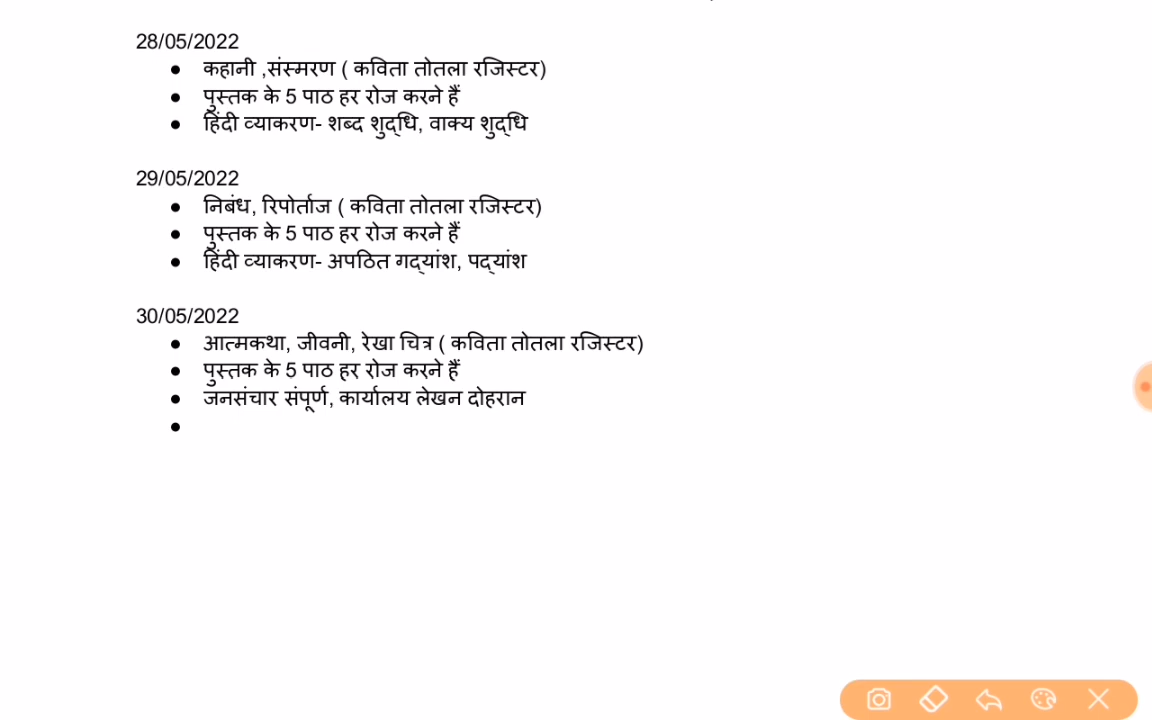 28/05/2022
● कहानी ,संस्मरण ( कविता तोतला रजिस्टर)
● पुस्तक के 5 पाठ हर रोज करने हैं
● हिंदी व्याकरण- शब्द शुद्धि, वाक्य शुद्धि
29/05/2022
● निबंध, रिपोर्ताज ( कविता तोतला रजिस्टर)
● पुस्तक के 5 पाठ हर रोज करने हैं
● हिंदी व्याकरण- अपठित गद्यांश, पद्यांश
30/05/2022
● आत्मकथा, जीवनी, रेखा चित्र ( कविता तोतला रजिस्टर)
● पुस्तक के 5 पाठ हर रोज करने हैं
● जनसंचार संपूर्ण, कार्यालय लेखन दोहरान
●